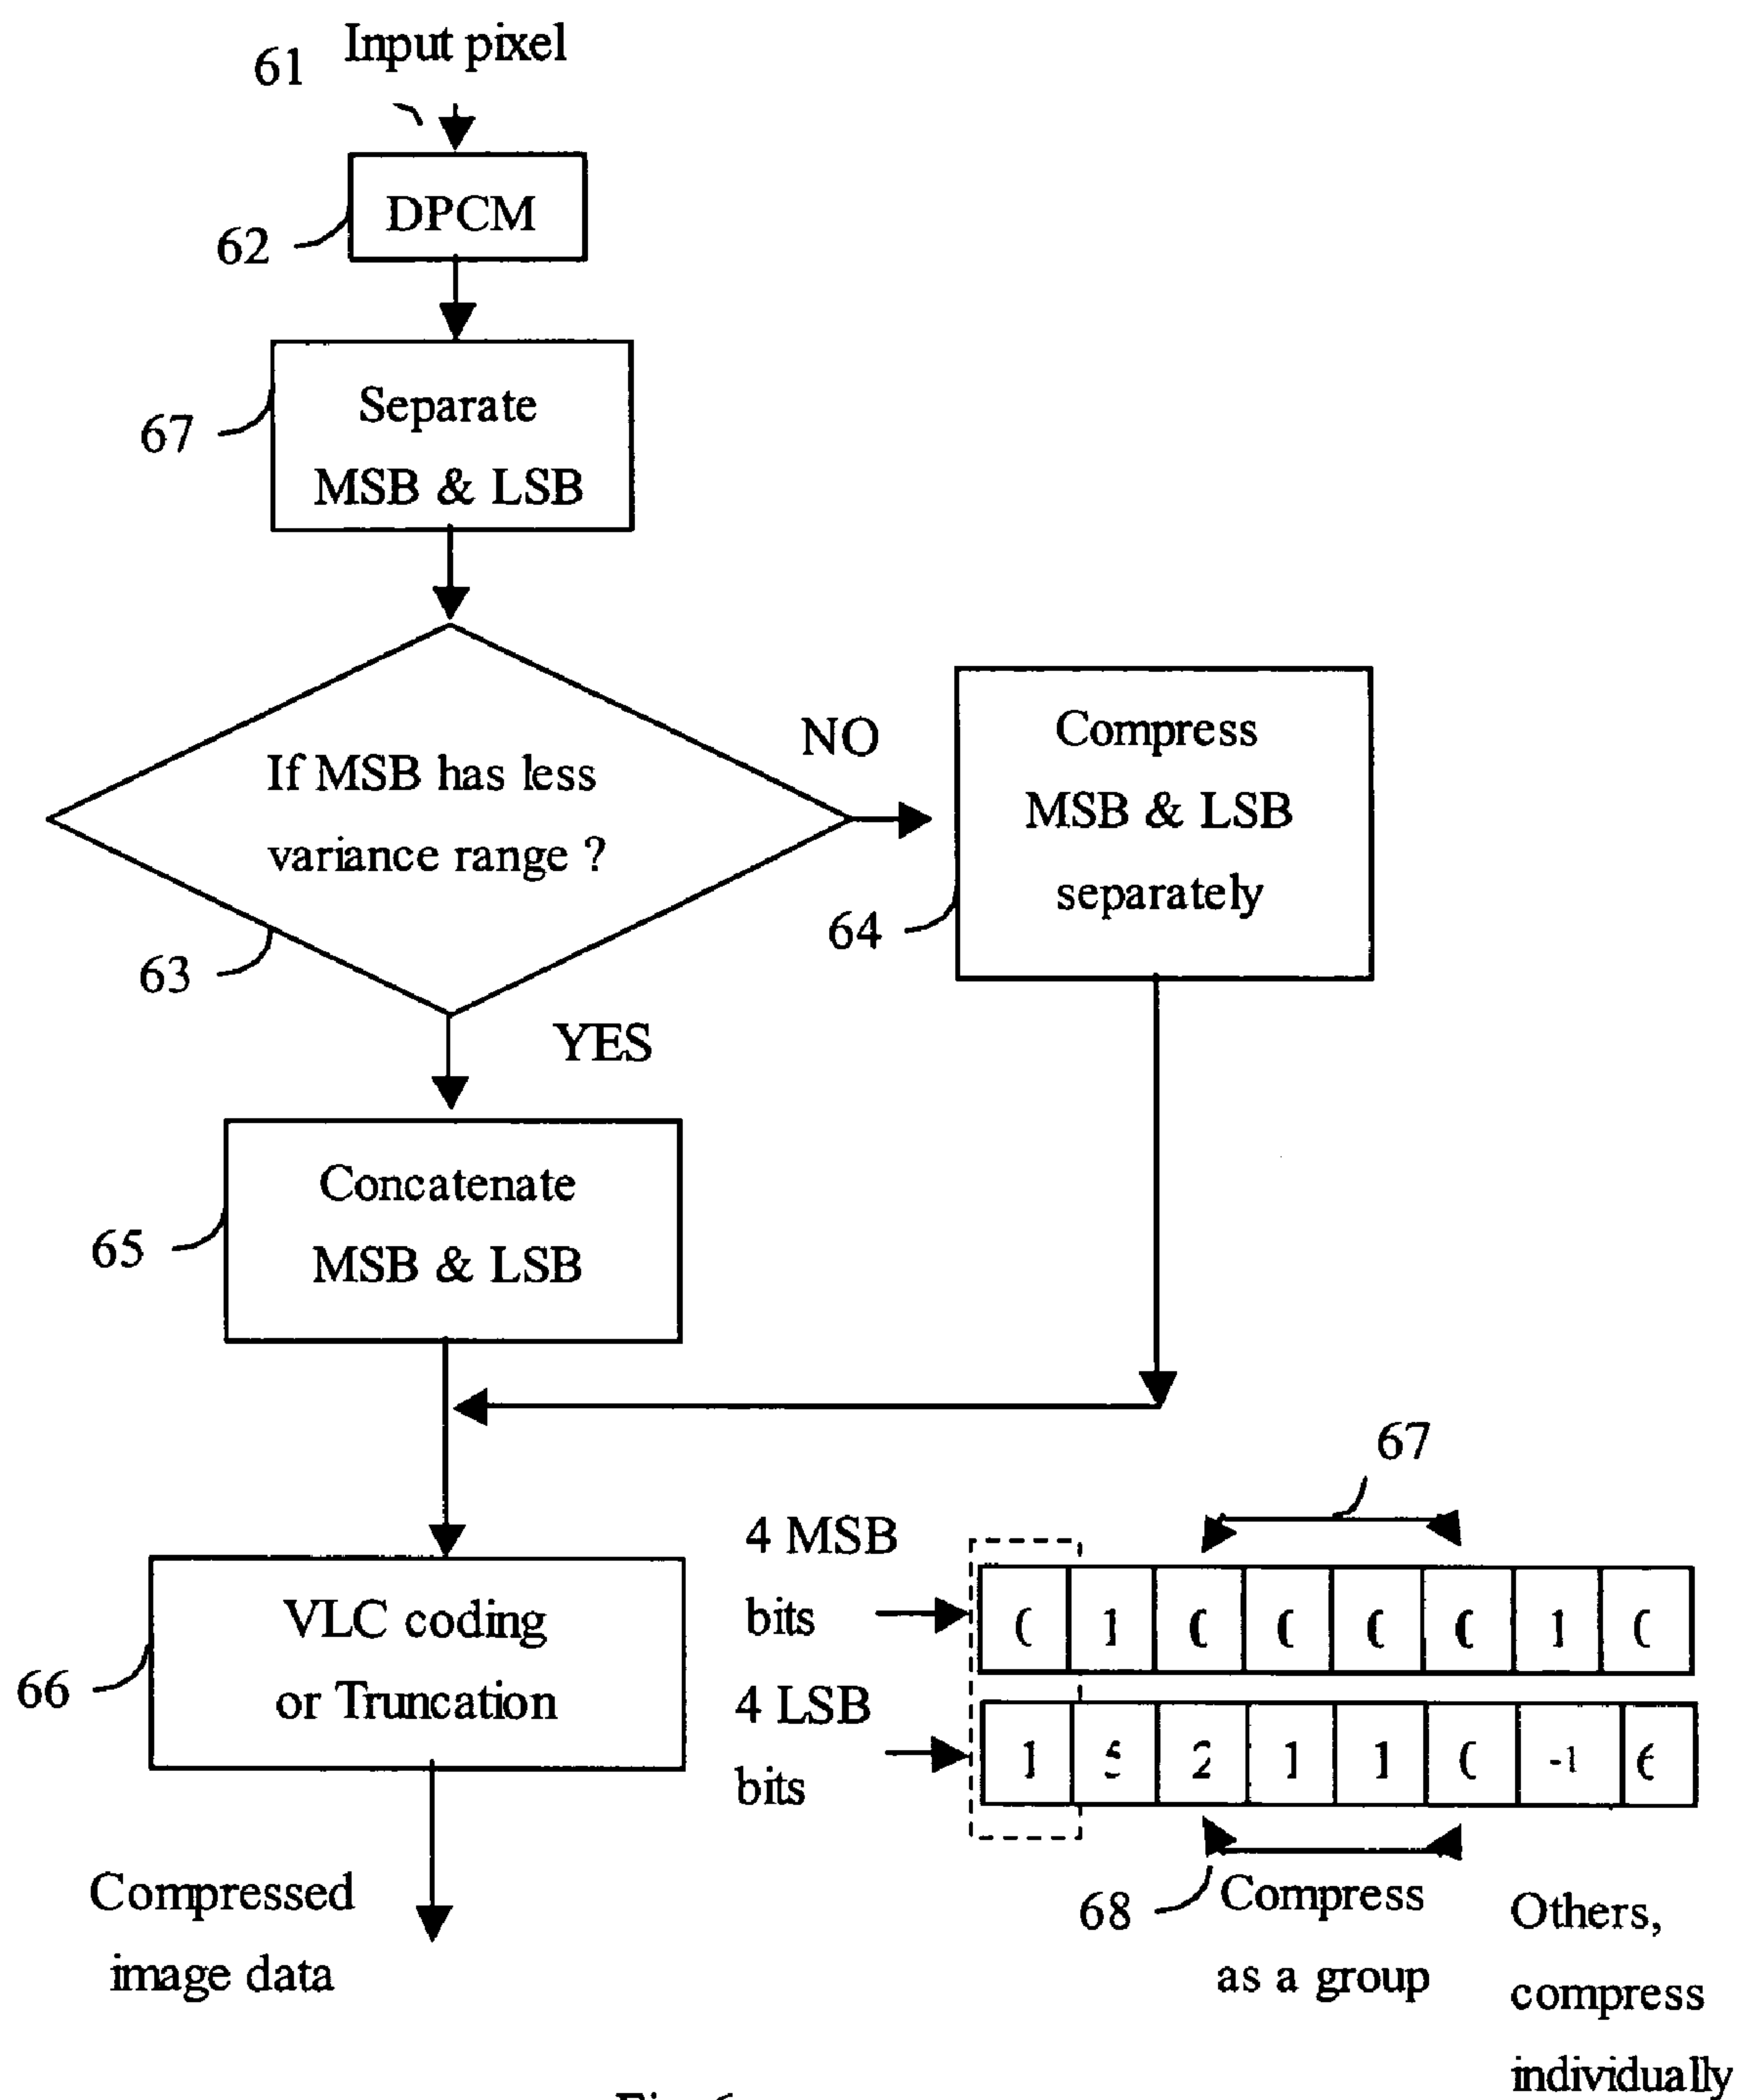 61 Input pixel
DPCM
62
Separate
MSB & LSB
67
If MSB has less
variance range ?
63
NO
Compress
MSB & LSB
separately
64
YES
Concatenate
MSB & LSB
65
VLC coding
or Truncation
66
Compressed
image data
67
4 MSB
bits
1 1
4 LSB
bits
1 2 1 1 -1
68
Compress
as a group
Others,
compress
individually